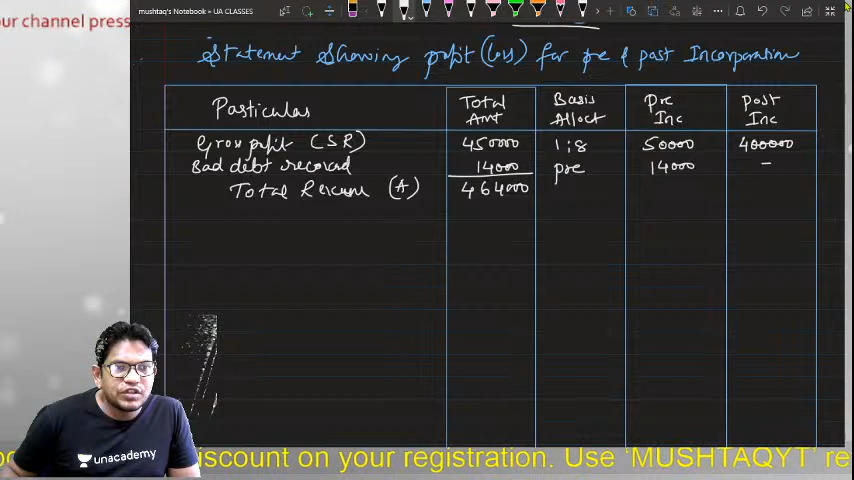 our channel press
mushtaq's Notebook » UA CLASSES
Statement Showing profit (loss) for pre & post Incorporation
Particulas
Total Amt
Basis Alloct
Pre Inc
post Inc
Gross profit (SR) 450000 1:8 50000 400000
Bad debt recovered 14000 pre 14000 -
Total Revenue (A) 464000
unacademy
iscount on your registration. Use ‘MUSHTAQYT’ re